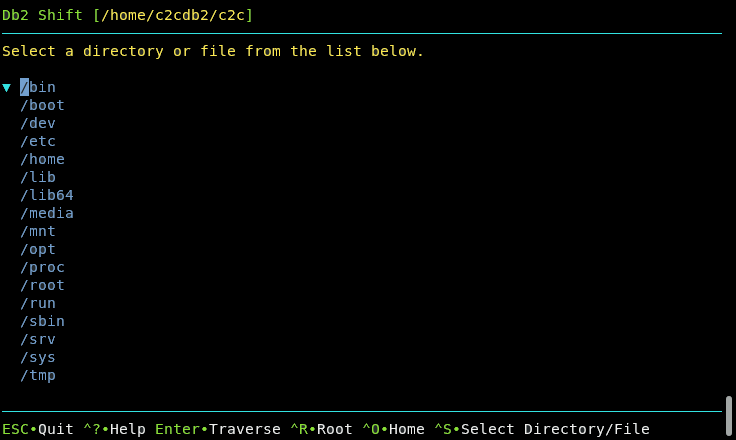 Db2 Shift [/home/c2cdb2/c2c]
Select a directory or file from the list below.
▼ /bin
/boot
/dev
/etc
/home
/lib
/lib64
/media
/mnt
/opt
/proc
/root
/run
/sbin
/srv
/sys
/tmp
ESC•Quit ^?•Help Enter•Traverse ^R•Root ^O•Home ^S•Select Directory/File